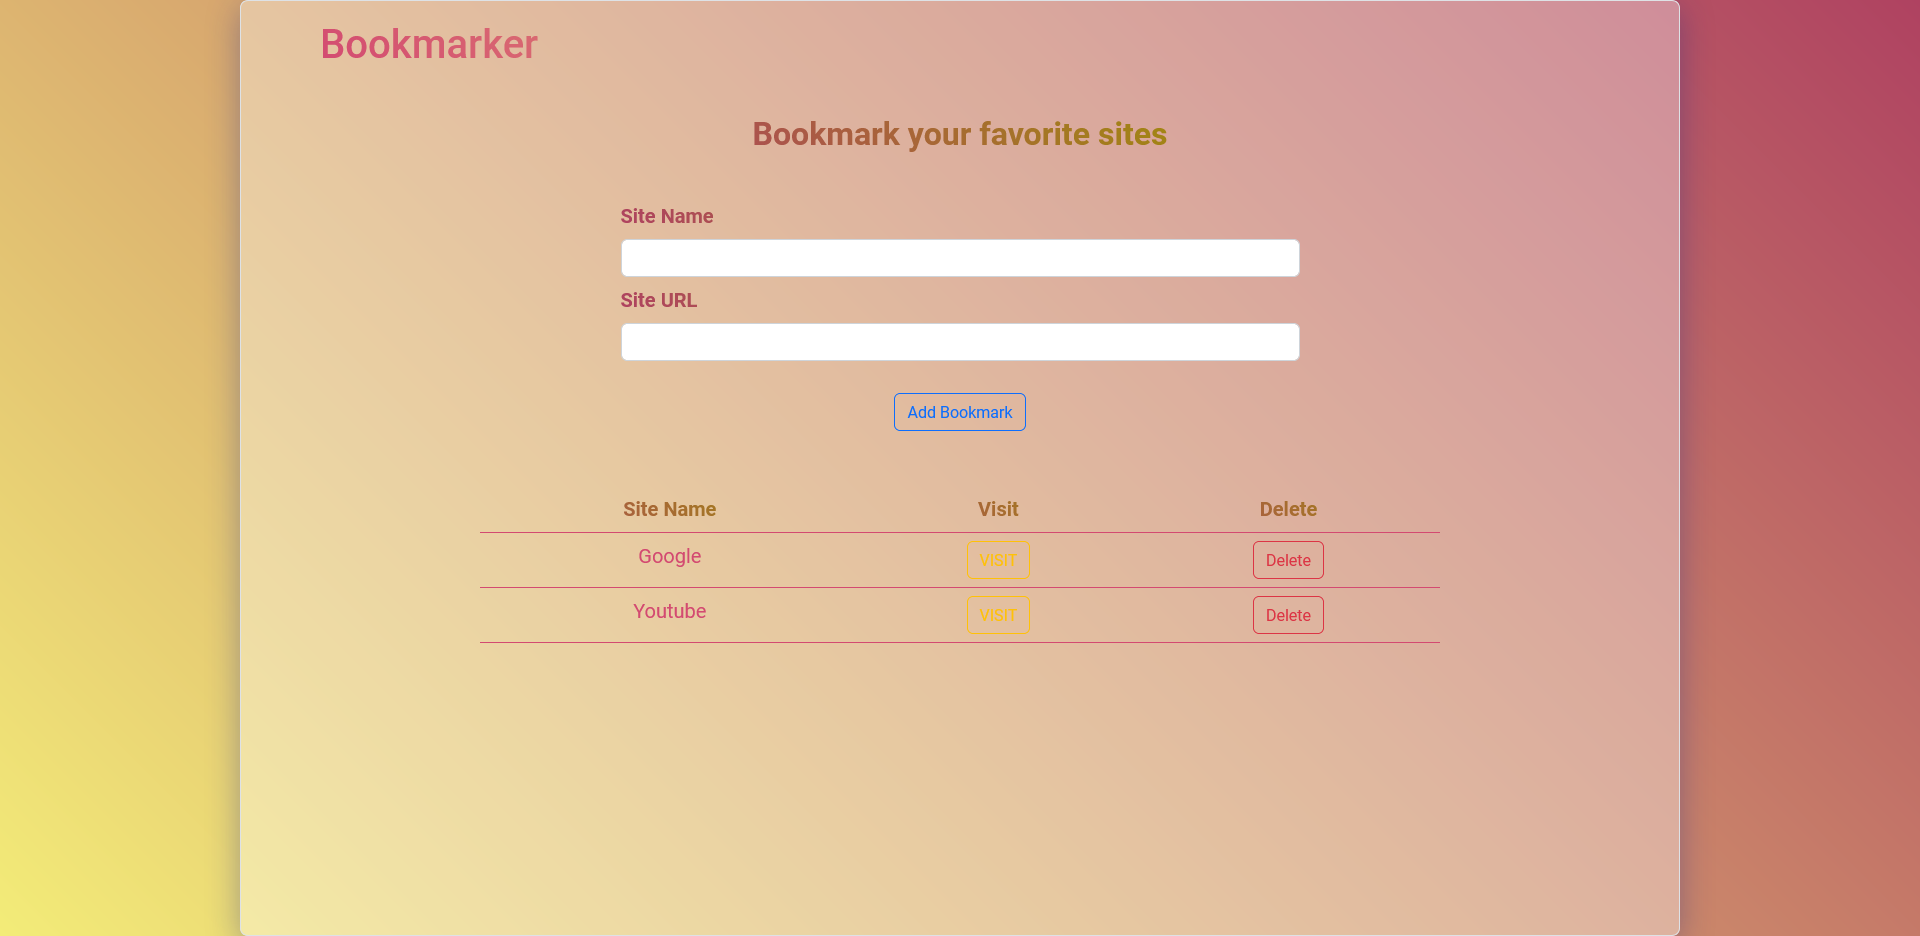 Bookmarker
Bookmark your favorite sites
Site Name
Site URL
Add Bookmark
Site Name Visit Delete
Google VISIT Delete
Youtube VISIT Delete